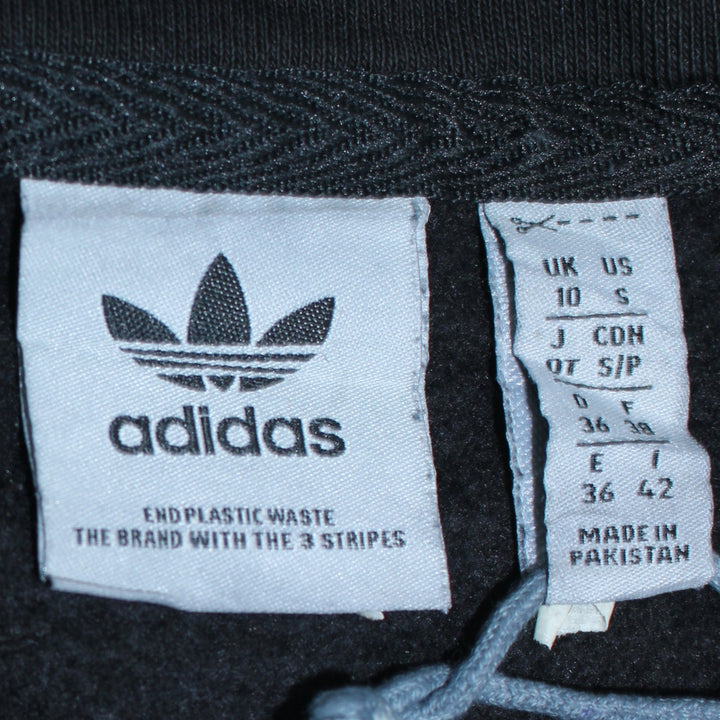 adidas
END PLASTIC WASTE
THE BRAND WITH THE 3 STRIPES
UK US
10 S
J CDN
OT S/P
D F
36 38
E I
36 42
MADE IN
PAKISTAN